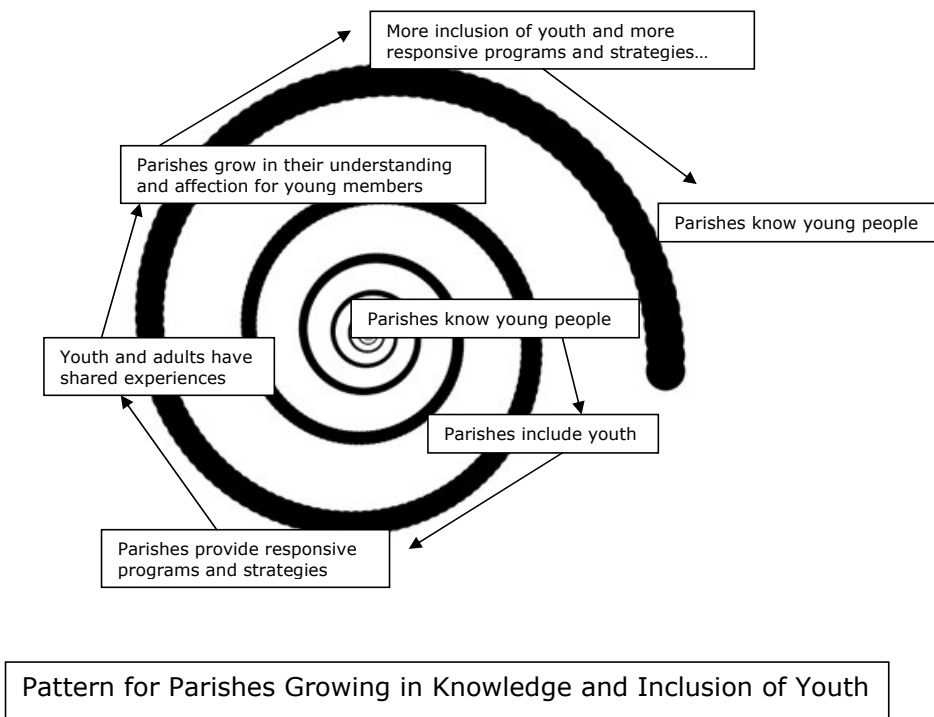 More inclusion of youth and more
responsive programs and strategies…
Parishes grow in their understanding
and affection for young members
Parishes know young people
Parishes know young people
Youth and adults have
shared experiences
Parishes include youth
Parishes provide responsive
programs and strategies
Pattern for Parishes Growing in Knowledge and Inclusion of Youth